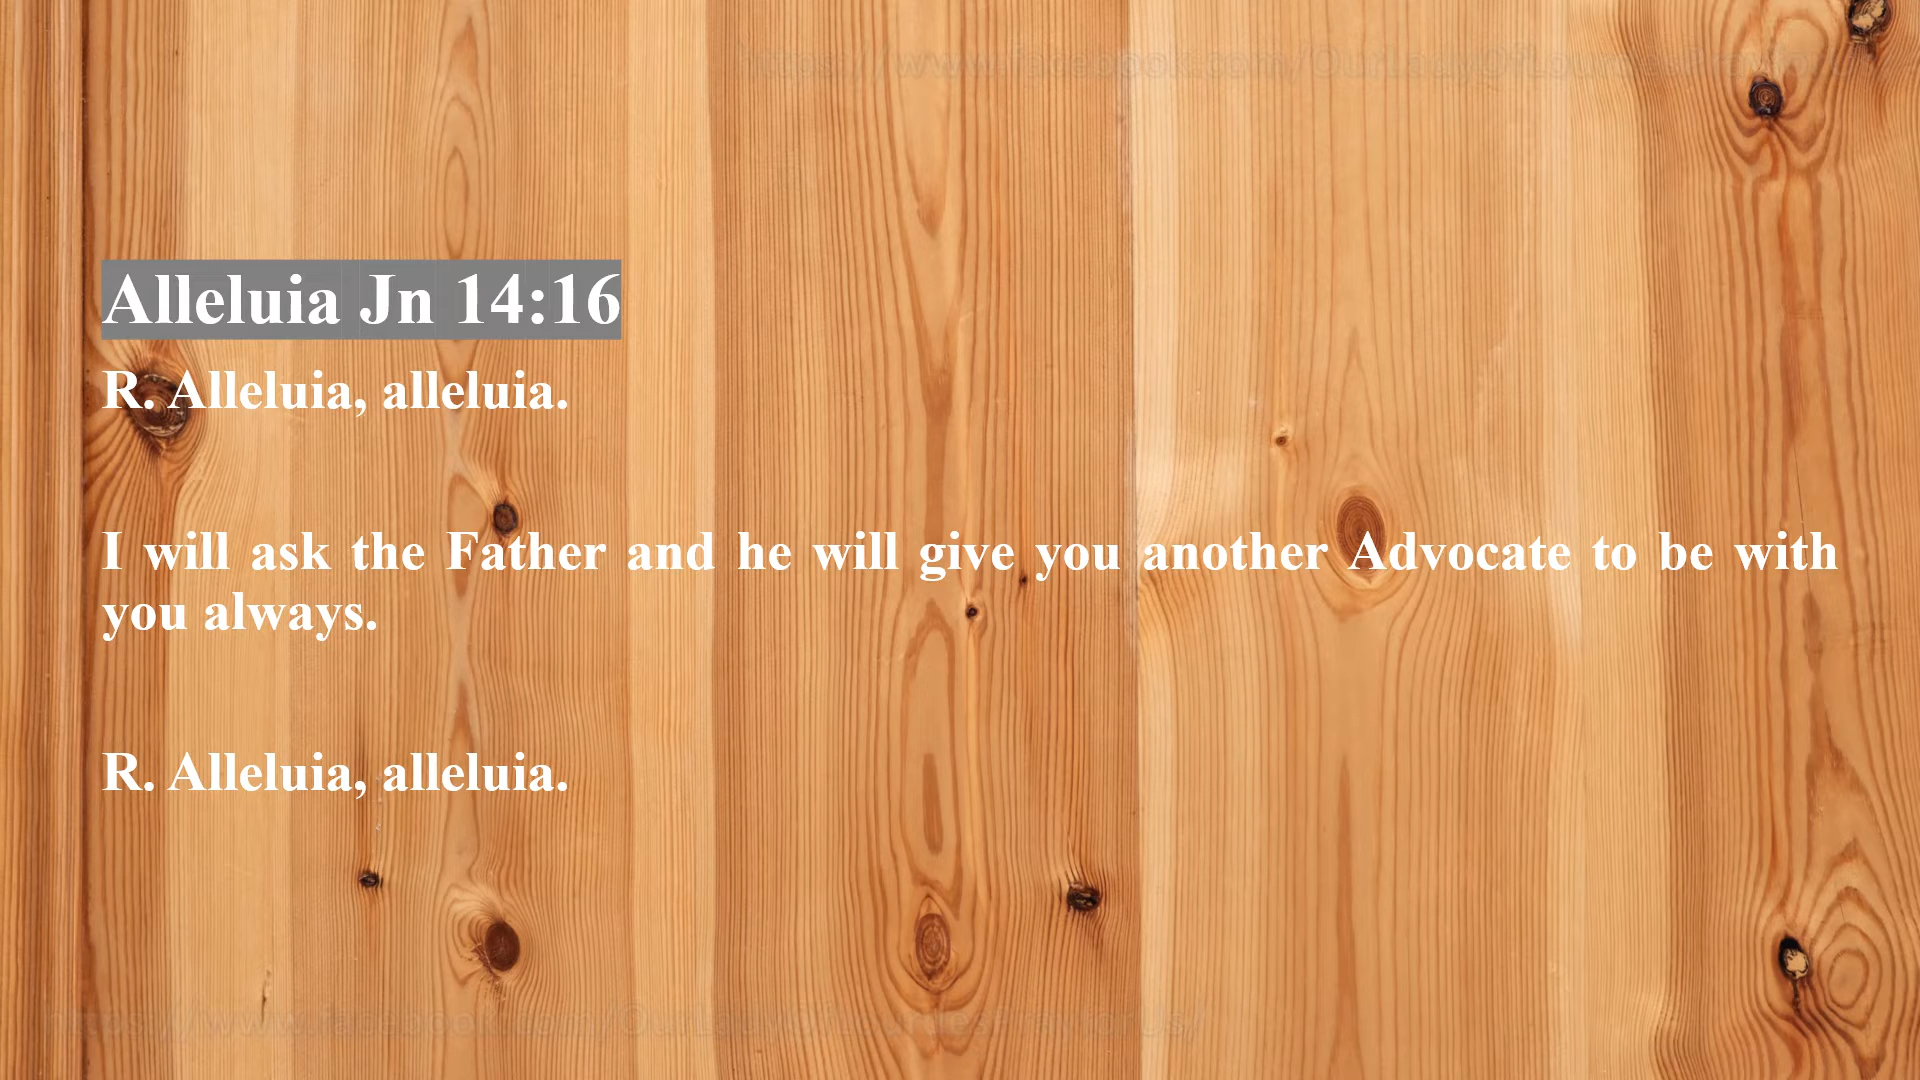 Alleluia Jn 14:16
R. Alleluia, alleluia.
I will ask the Father and he will give you another Advocate to be with
you always.
R. Alleluia, alleluia.